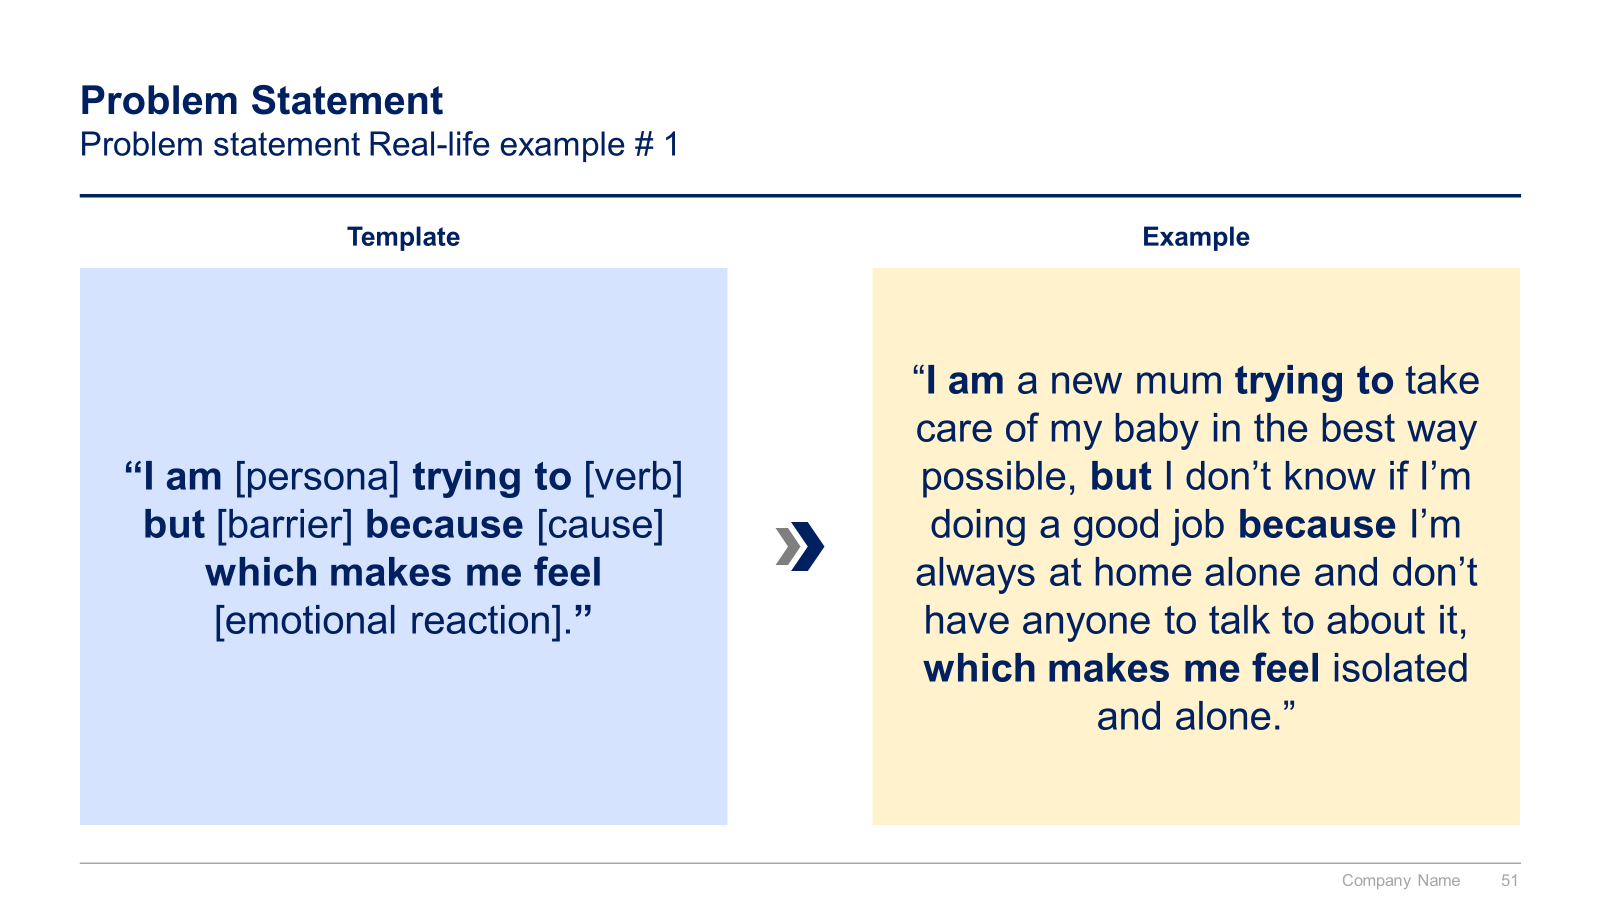 Problem Statement
Problem statement Real-life example # 1
Template
“I am [persona] trying to [verb]
but [barrier] because [cause]
which makes me feel
[emotional reaction].”
Example
“I am a new mum trying to take
care of my baby in the best way
possible, but I don’t know if I’m
doing a good job because I’m
always at home alone and don’t
have anyone to talk to about it,
which makes me feel isolated
and alone.”
Company Name 51